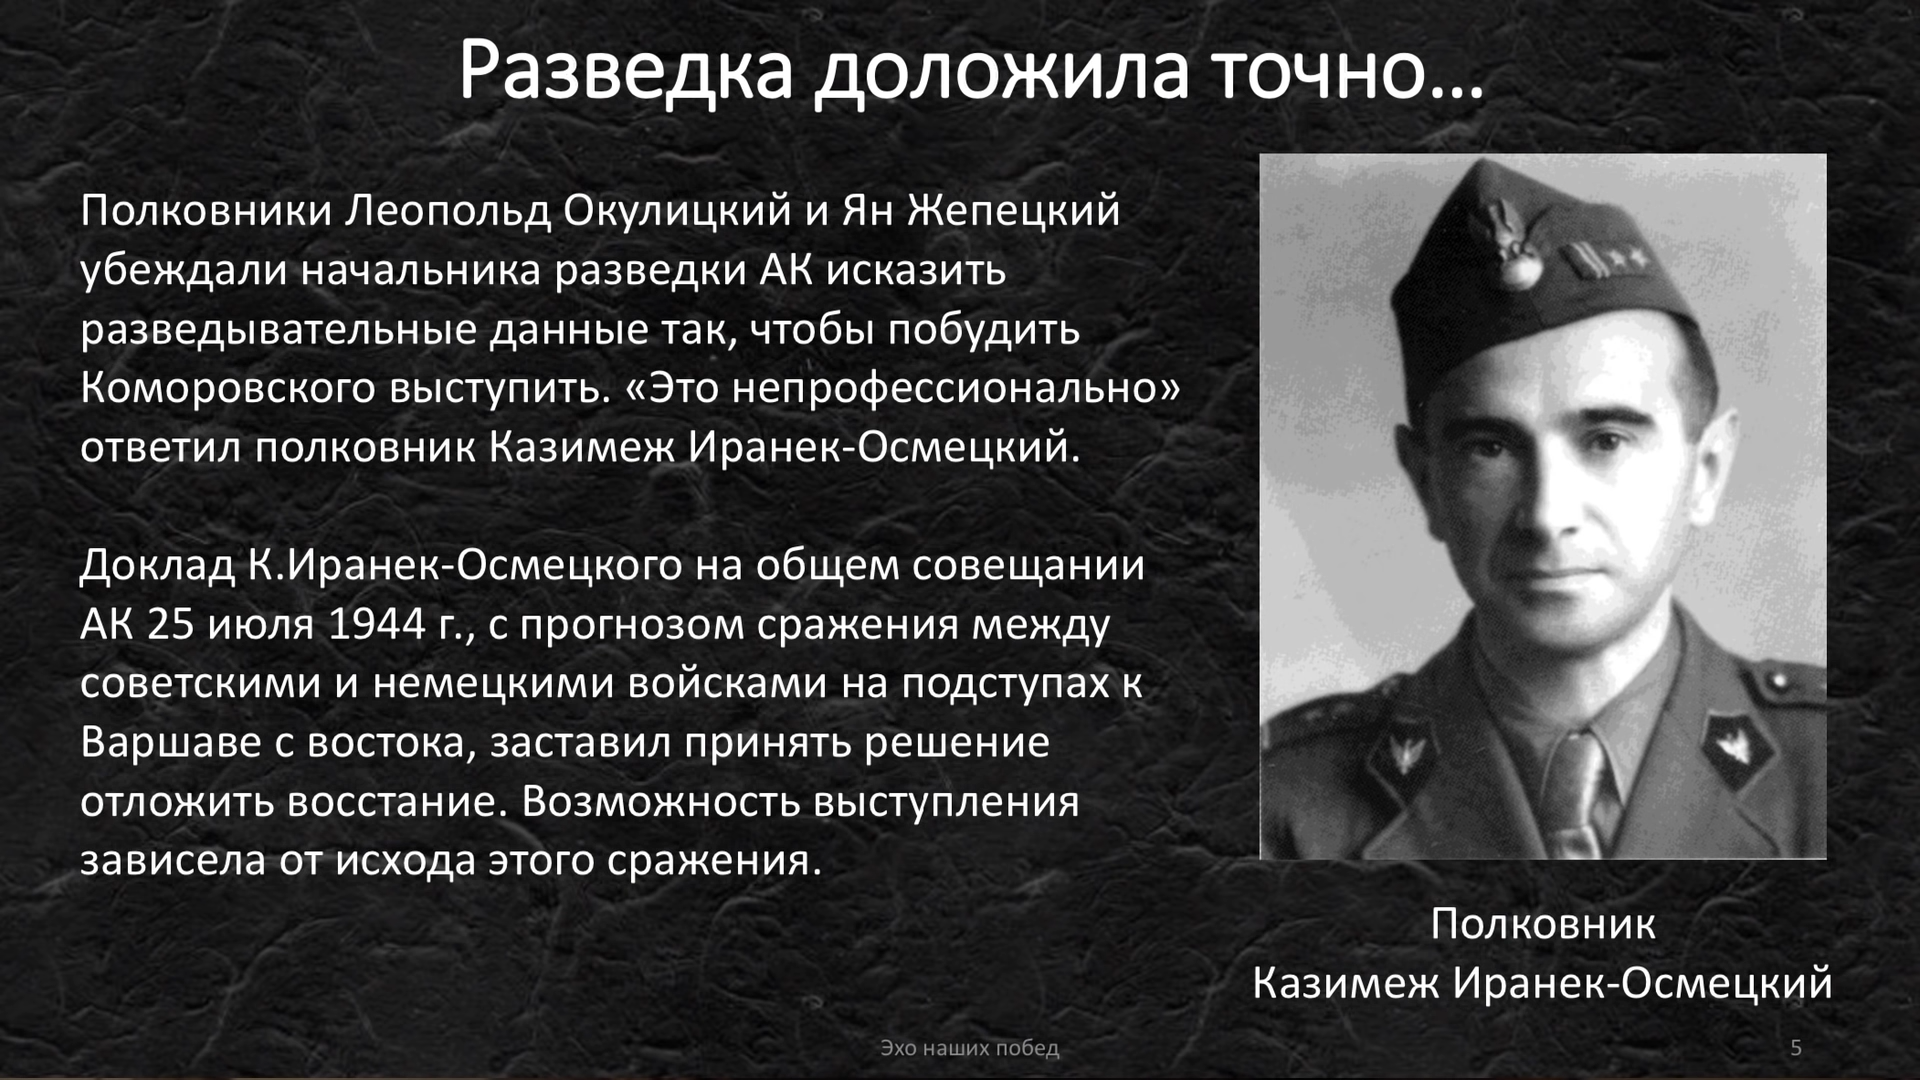 Разведка доложила точно...
Полковники Леопольд Окулицкий и Ян Жепецкий
убеждали начальника разведки АК исказить
разведывательные данные так, чтобы побудить
Коморовского выступить. «Это непрофессионально»
ответил полковник Казимеж Иранек-Осмецкий.
Доклад К.Иранек-Осмецкого на общем совещании
АК 25 июля 1944 г., с прогнозом сражения между
советскими и немецкими войсками на подступах к
Варшаве с востока, заставил принять решение
отложить восстание. Возможность выступления
зависела от исхода этого сражения.
Полковник
Казимеж Иранек-Осмецкий
Эхо наших побед
5